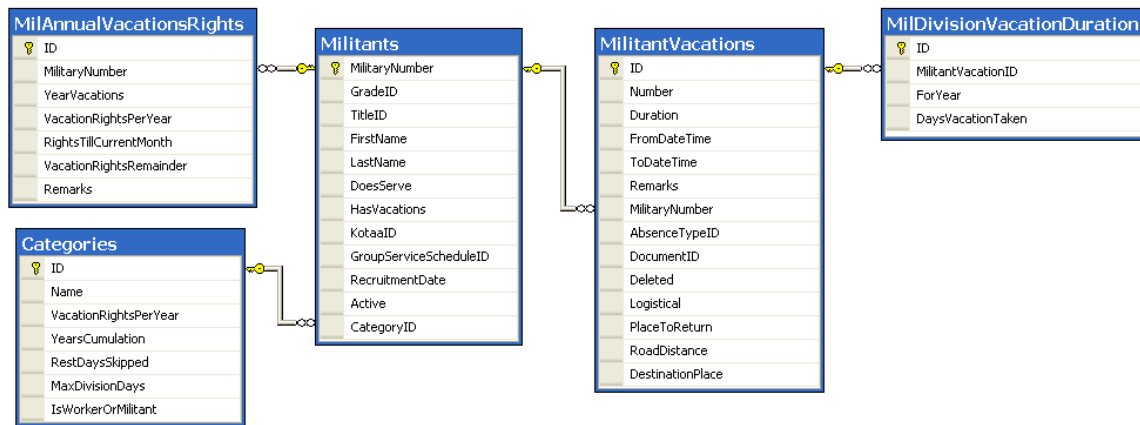 MilAnnualVacationsRights
ID
MilitaryNumber
YearVacations
VacationRightsPerYear
RightsTillCurrentMonth
VacationRightsRemainder
Remarks
Categories
ID
Name
VacationRightsPerYear
YearsCumulation
RestDaysSkipped
MaxDivisionDays
IsWorkerOrMilitant
Militants
MilitaryNumber
GradeID
TitleID
FirstName
LastName
DoesServe
HasVacations
KotaaID
GroupServiceScheduleID
RecruitmentDate
Active
CategoryID
MilitantVacations
ID
Number
Duration
FromDateTime
ToDateTime
Remarks
MilitaryNumber
AbsenceTypeID
DocumentID
Deleted
Logistical
PlaceToReturn
RoadDistance
DestinationPlace
MilDivisionVacationDuration
ID
MilitantVacationID
ForYear
DaysVacationTaken